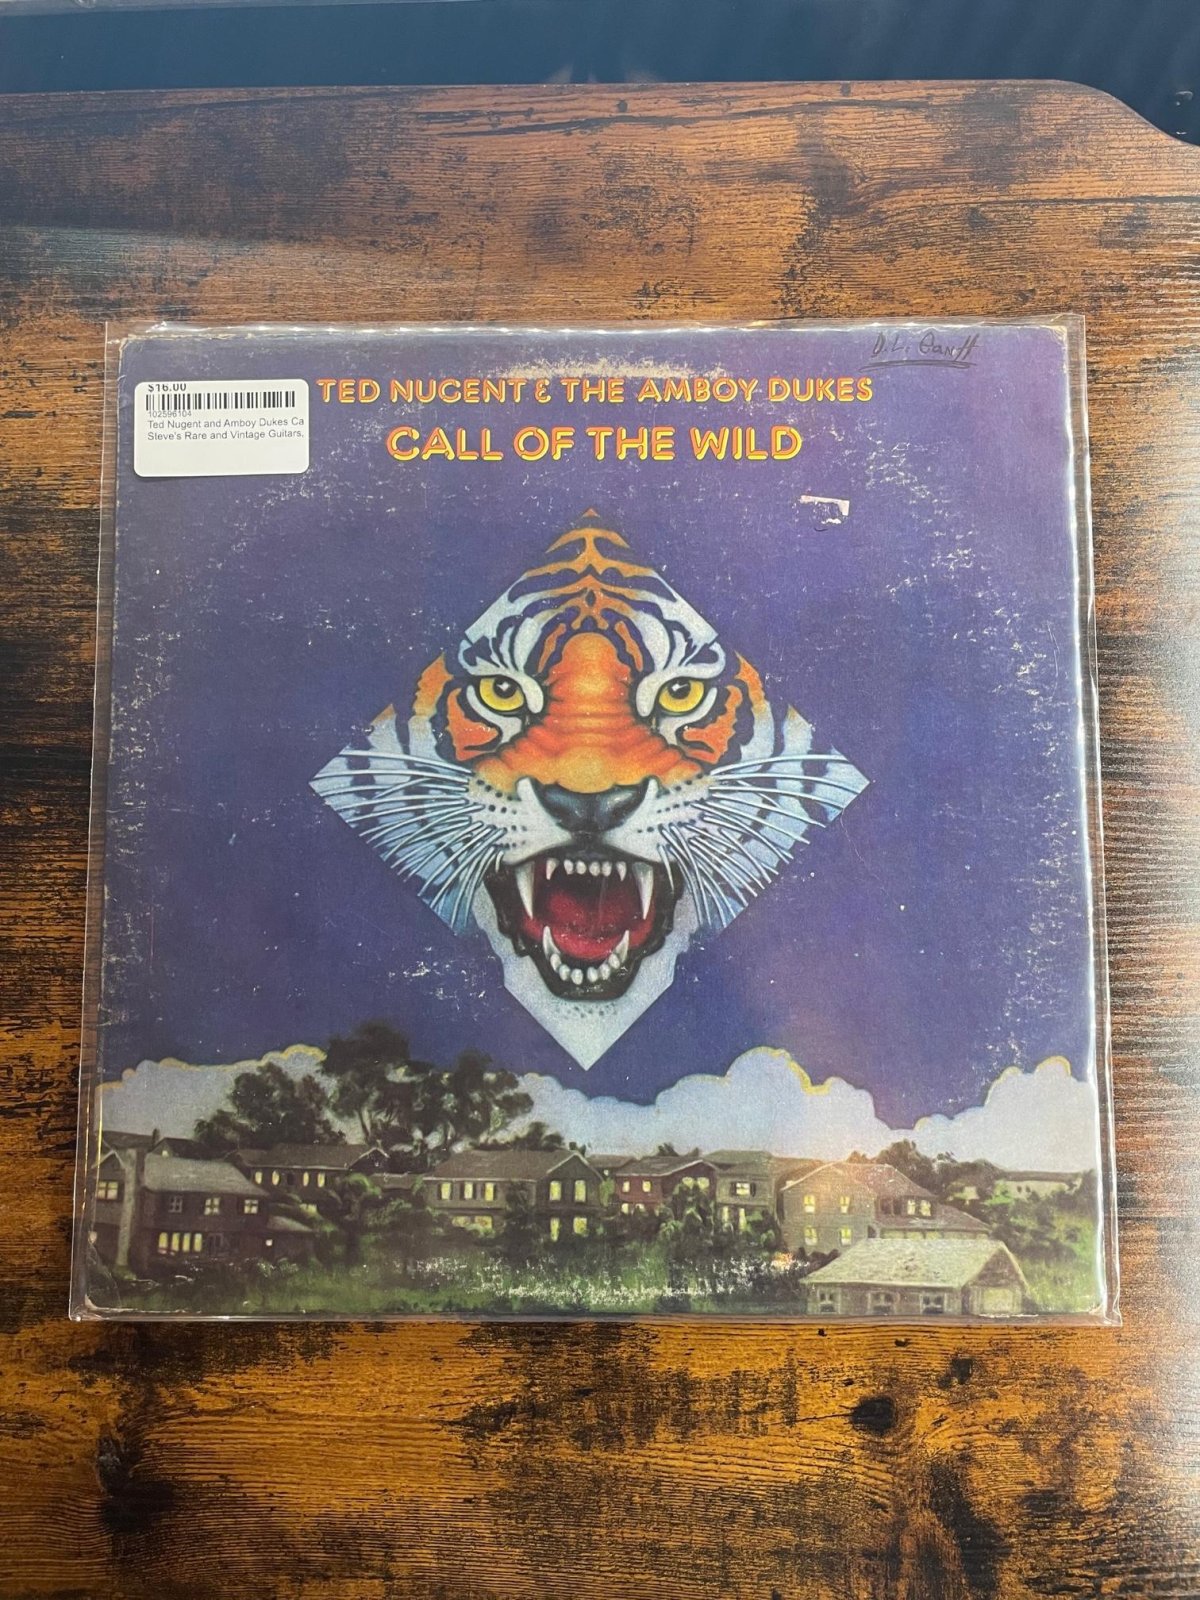 D.L. Gantt
TED NUGENT & THE AMBOY DUKES
CALL OF THE WILD
$16.00
102596104
Ted Nugent and Amboy Dukes Ca
Steve's Rare and Vintage Guitars,